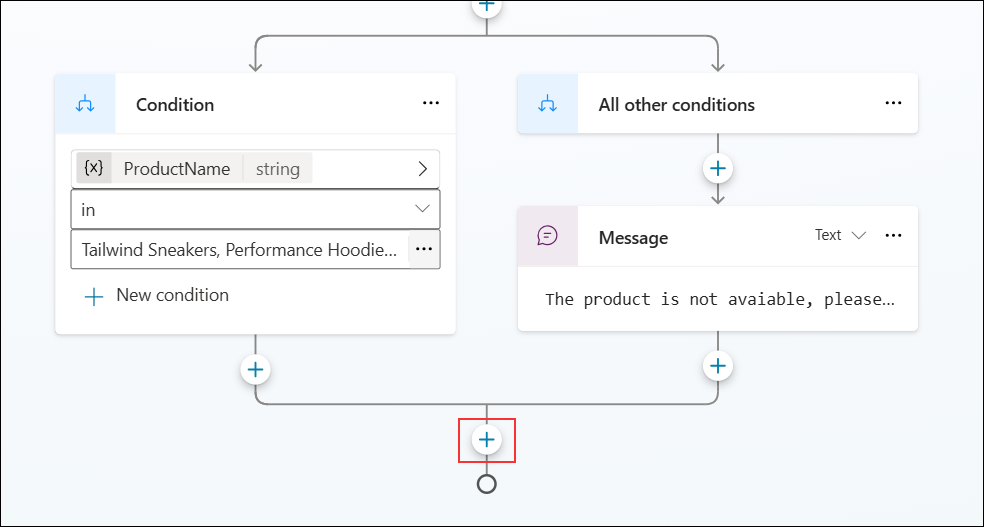 Condition
All other conditions
{x} ProductName string
in
Tailwind Sneakers, Performance Hoodie...
New condition
Message
Text
The product is not avaiable, please...